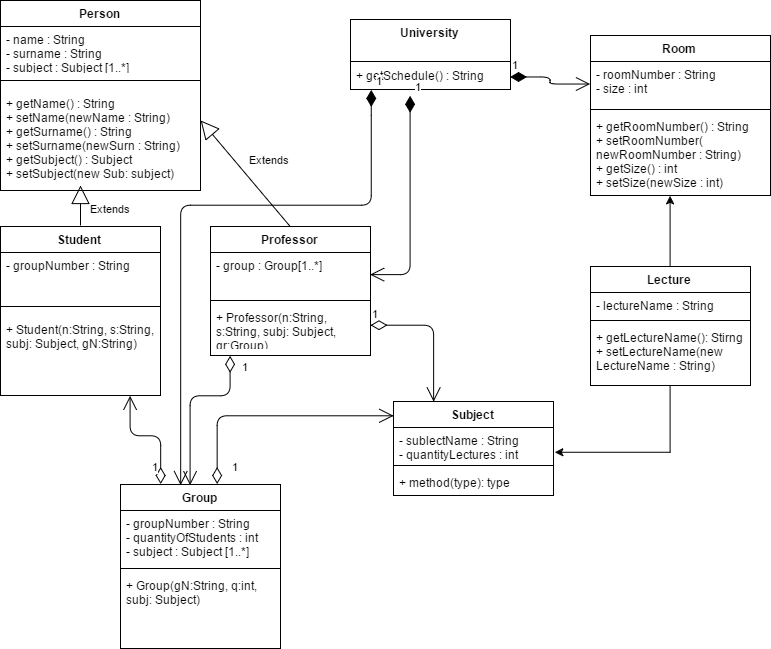 Person
- name : String
- surname : String
- subject : Subject [1..*]
+ getName() : String
+ setName(newName : String)
+ getSurname() : String
+ setSurname(newSurn : String)
+ getSubject() : Subject
+ setSubject(new Sub: subject)
University
+ getSchedule() : String
1
1
1
Room
- roomNumber : String
- size : int
+ getRoomNumber() : String
+ setRoomNumber(
newRoomNumber : String)
+ getSize() : int
+ setSize(newSize : int)
Extends
Extends
Student
- groupNumber : String
+ Student(n:String, s:String,
subj: Subject, gN:String)
Professor
- group : Group[1..*]
+ Professor(n:String,
s:String, subj: Subject,
gr:Group)
1
1
Lecture
- lectureName : String
+ getLectureName(): Stirng
+ setLectureName(new
LectureName : String)
Subject
- sublectName : String
- quantityLectures : int
+ method(type): type
1
1
Group
- groupNumber : String
- quantityOfStudents : int
- subject : Subject [1..*]
+ Group(gN:String, q:int,
subj: Subject)